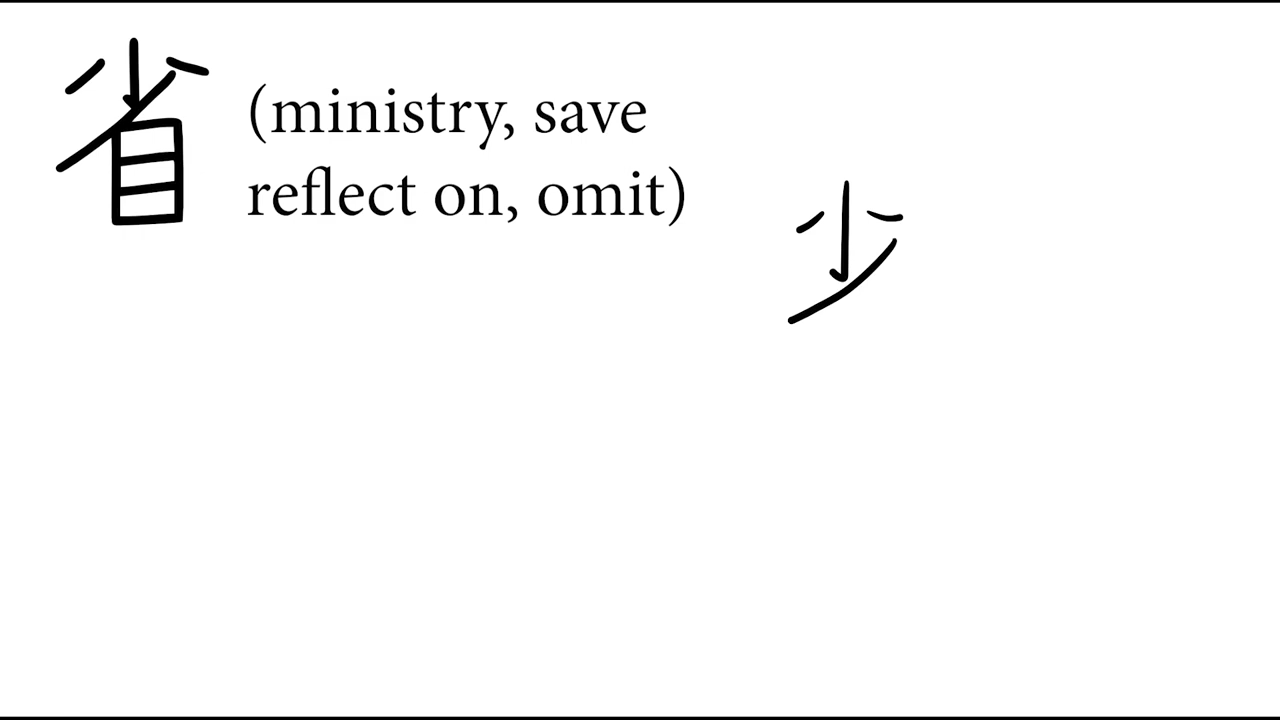 省 (ministry, save
reflect on, omit)
少